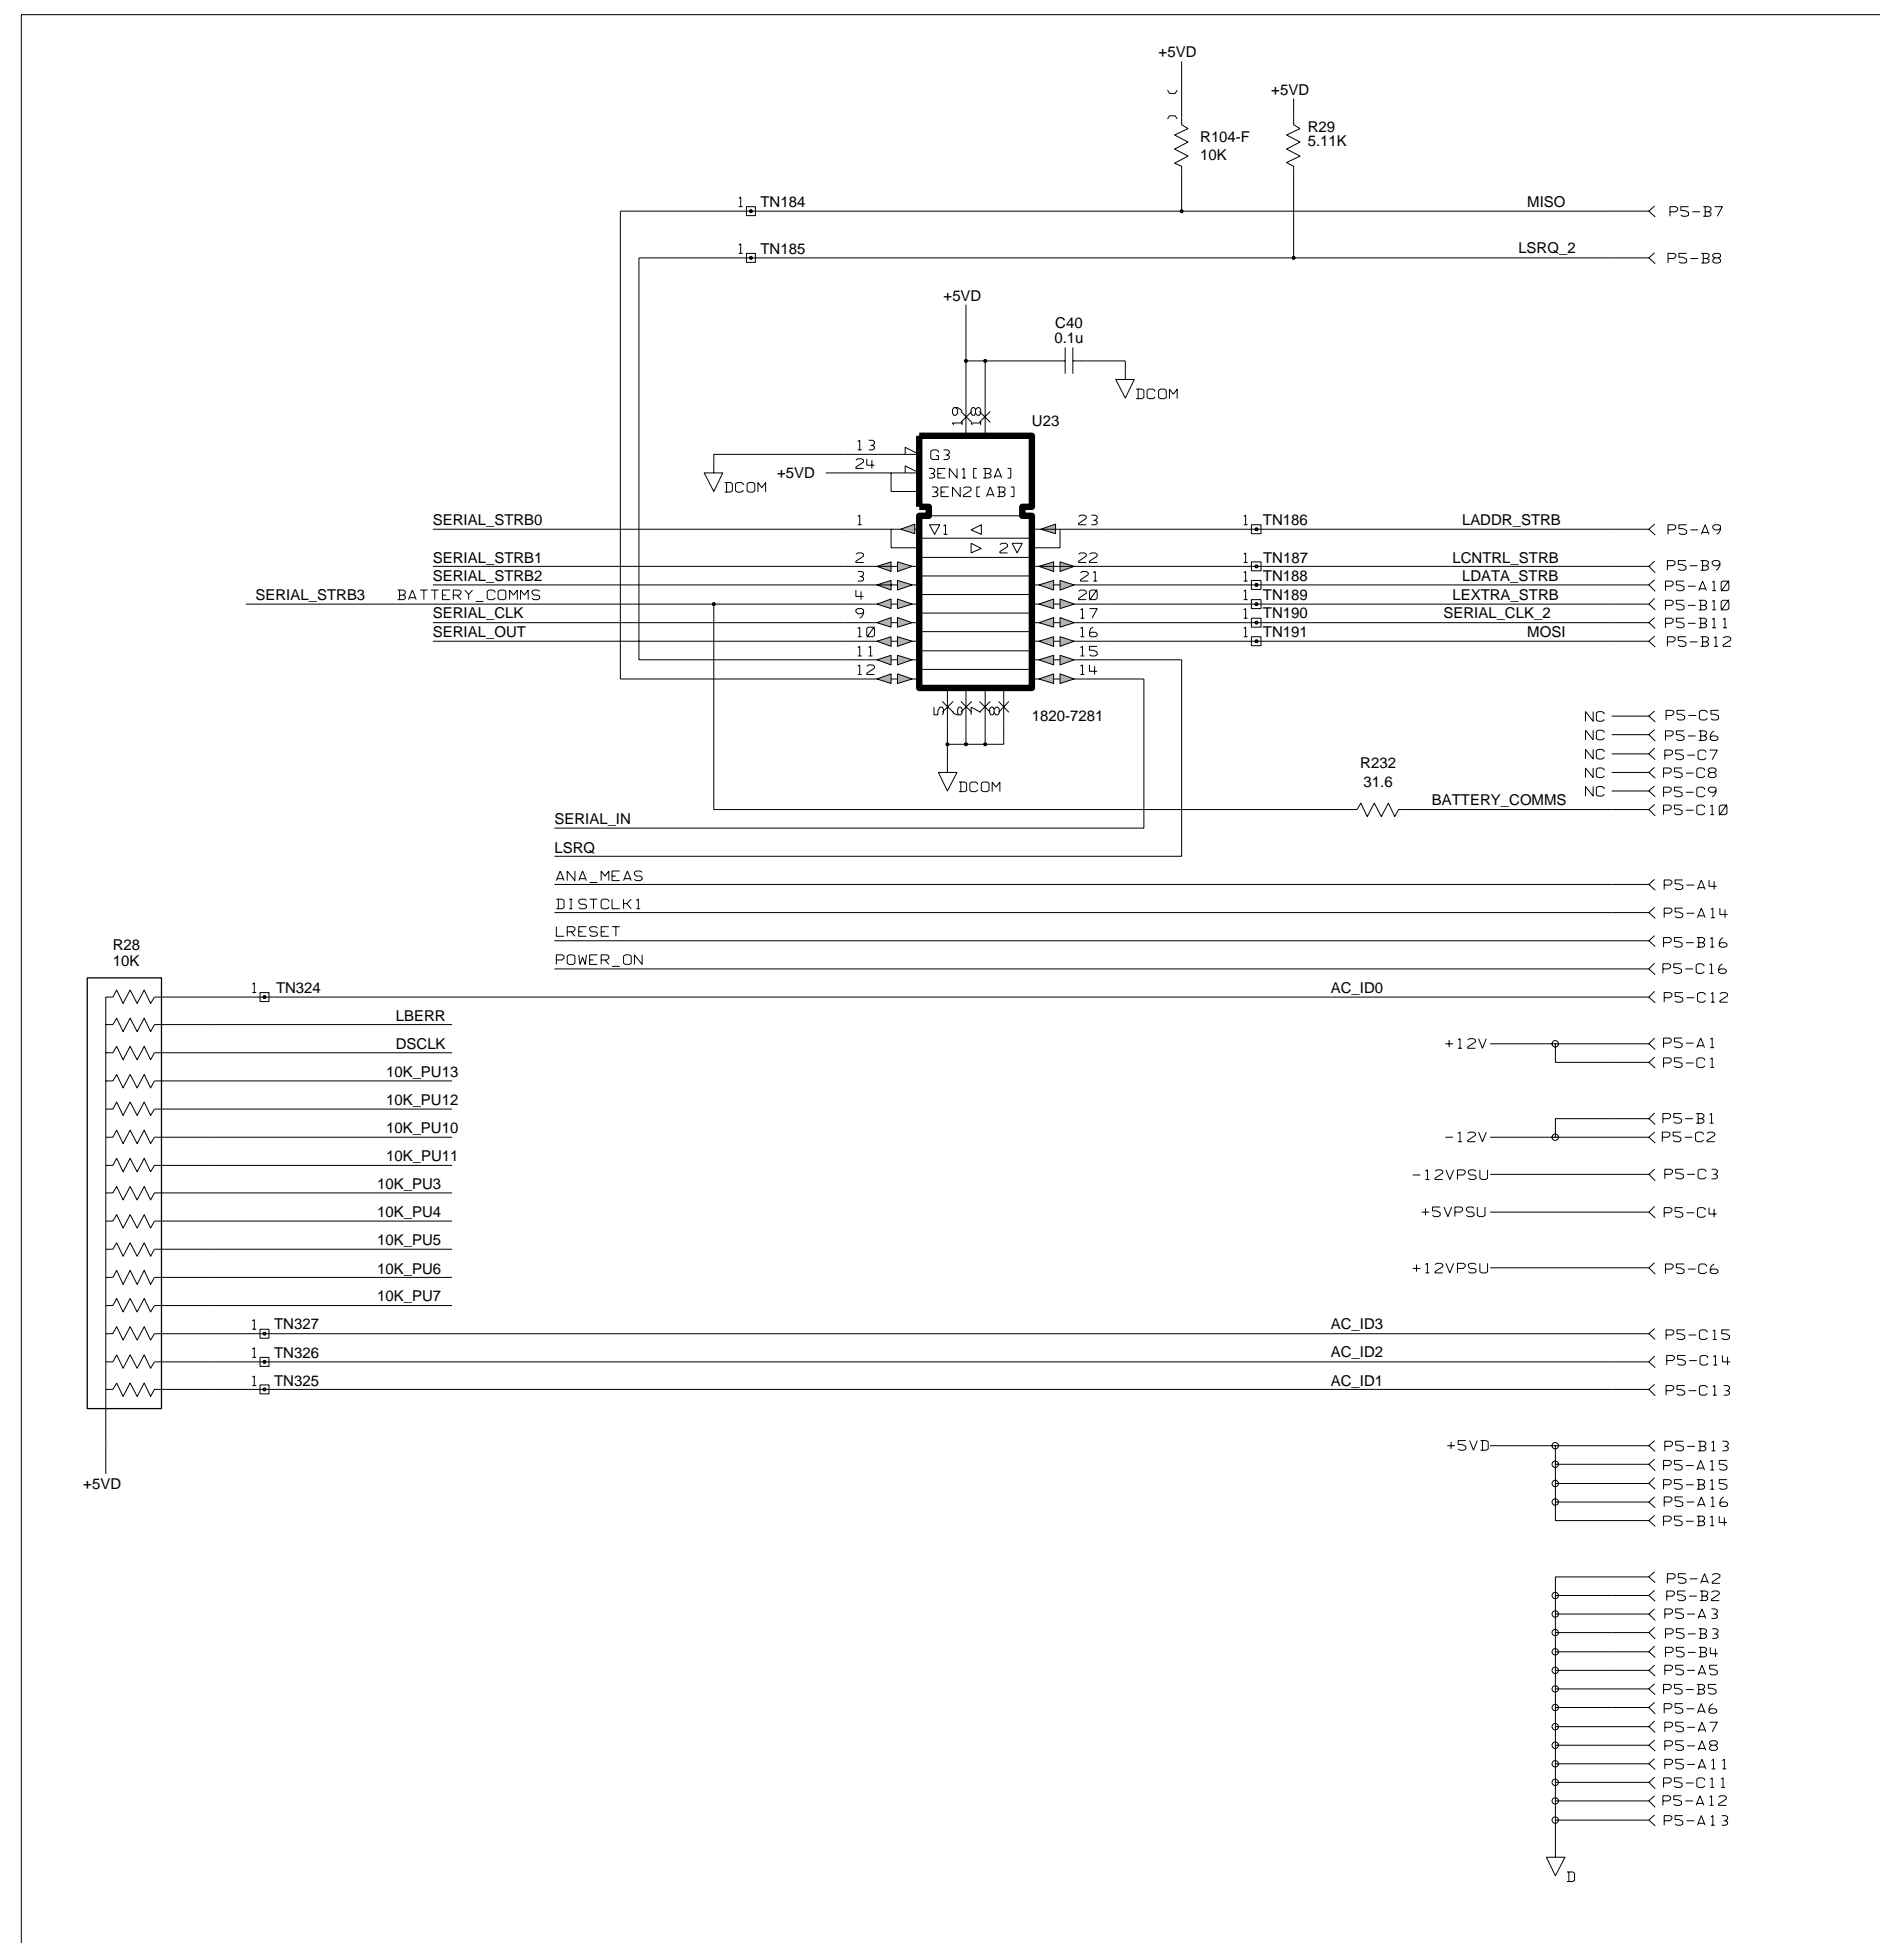 +5VD
+5VD
R104-F
10K
R29
5.11K
1 TN184 MISO P5-B7
1 TN185 LSRQ_2 P5-B8
+5VD
C40
0.1u
DCOM
19 18
U23
13 G3
DCOM +5VD 24 3EN1[BA]
3EN2[AB]
SERIAL_STRB0 1 ▽1 ◁ 23 1 TN186 LADDR_STRB P5-A9
▷ 2▽
SERIAL_STRB1 2 22 1 TN187 LCNTRL_STRB P5-B9
SERIAL_STRB2 3 21 1 TN188 LDATA_STRB P5-A10
SERIAL_STRB3 BATTERY_COMMS 4 20 1 TN189 LEXTRA_STRB P5-B10
SERIAL_CLK 9 17 1 TN190 SERIAL_CLK_2 P5-B11
SERIAL_OUT 10 16 1 TN191 MOSI P5-B12
11 15
12 14
5 6 7 8
1820-7281
DCOM
NC P5-C5
NC P5-B6
NC P5-C7
NC P5-C8
NC P5-C9
R232
31.6
BATTERY_COMMS P5-C10
SERIAL_IN
LSRQ
ANA_MEAS P5-A4
DISTCLK1 P5-A14
LRESET P5-B16
POWER_ON P5-C16
R28
10K
1 TN324 AC_ID0 P5-C12
LBERR
DSCLK
10K_PU13
10K_PU12
10K_PU10
10K_PU11
10K_PU3
10K_PU4
10K_PU5
10K_PU6
10K_PU7
+12V P5-A1
P5-C1
P5-B1
-12V P5-C2
-12VPSU P5-C3
+5VPSU P5-C4
+12VPSU P5-C6
1 TN327 AC_ID3 P5-C15
1 TN326 AC_ID2 P5-C14
1 TN325 AC_ID1 P5-C13
+5VD
+5VD P5-B13
P5-A15
P5-B15
P5-A16
P5-B14
P5-A2
P5-B2
P5-A3
P5-B3
P5-B4
P5-A5
P5-B5
P5-A6
P5-A7
P5-A8
P5-A11
P5-C11
P5-A12
P5-A13
D